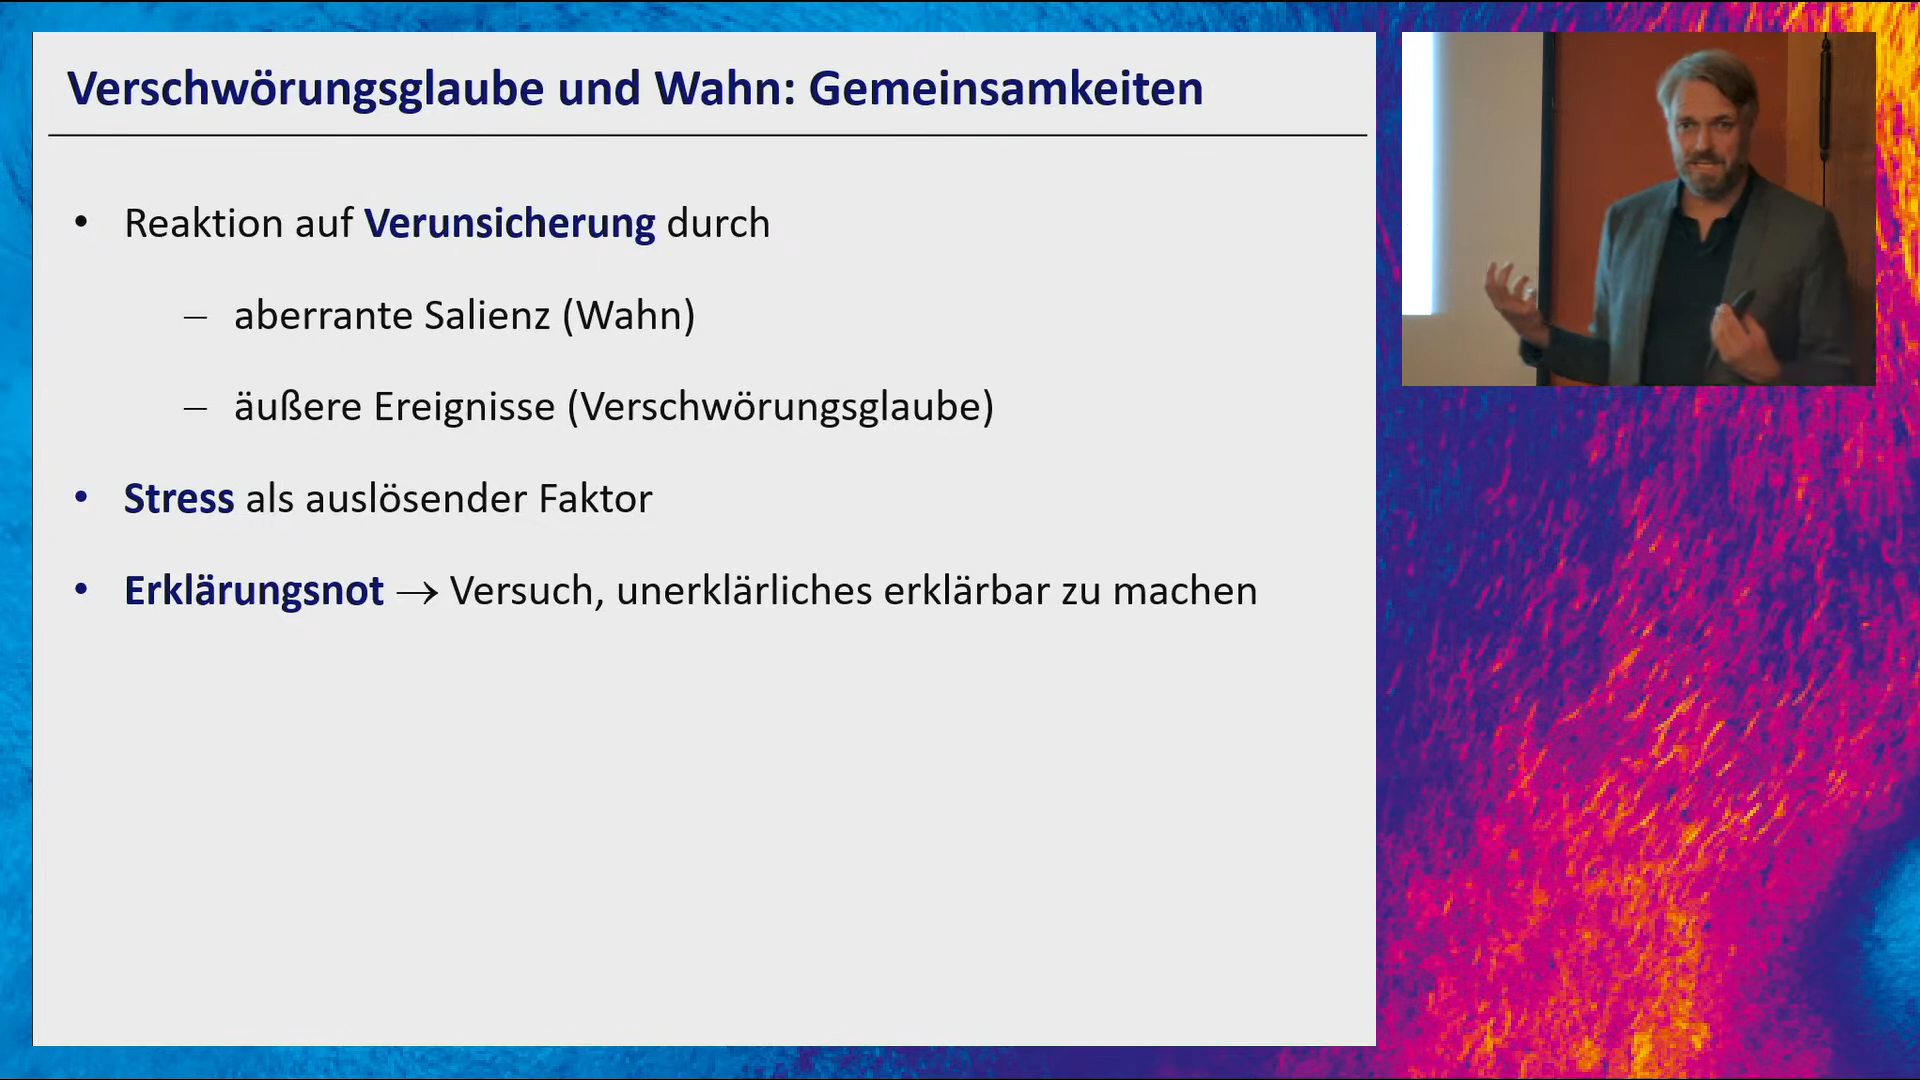 Verschwörungsglaube und Wahn: Gemeinsamkeiten
• Reaktion auf Verunsicherung durch
– aberrante Salienz (Wahn)
– äußere Ereignisse (Verschwörungsglaube)
• Stress als auslösender Faktor
• Erklärungsnot → Versuch, unerklärliches erklärbar zu machen